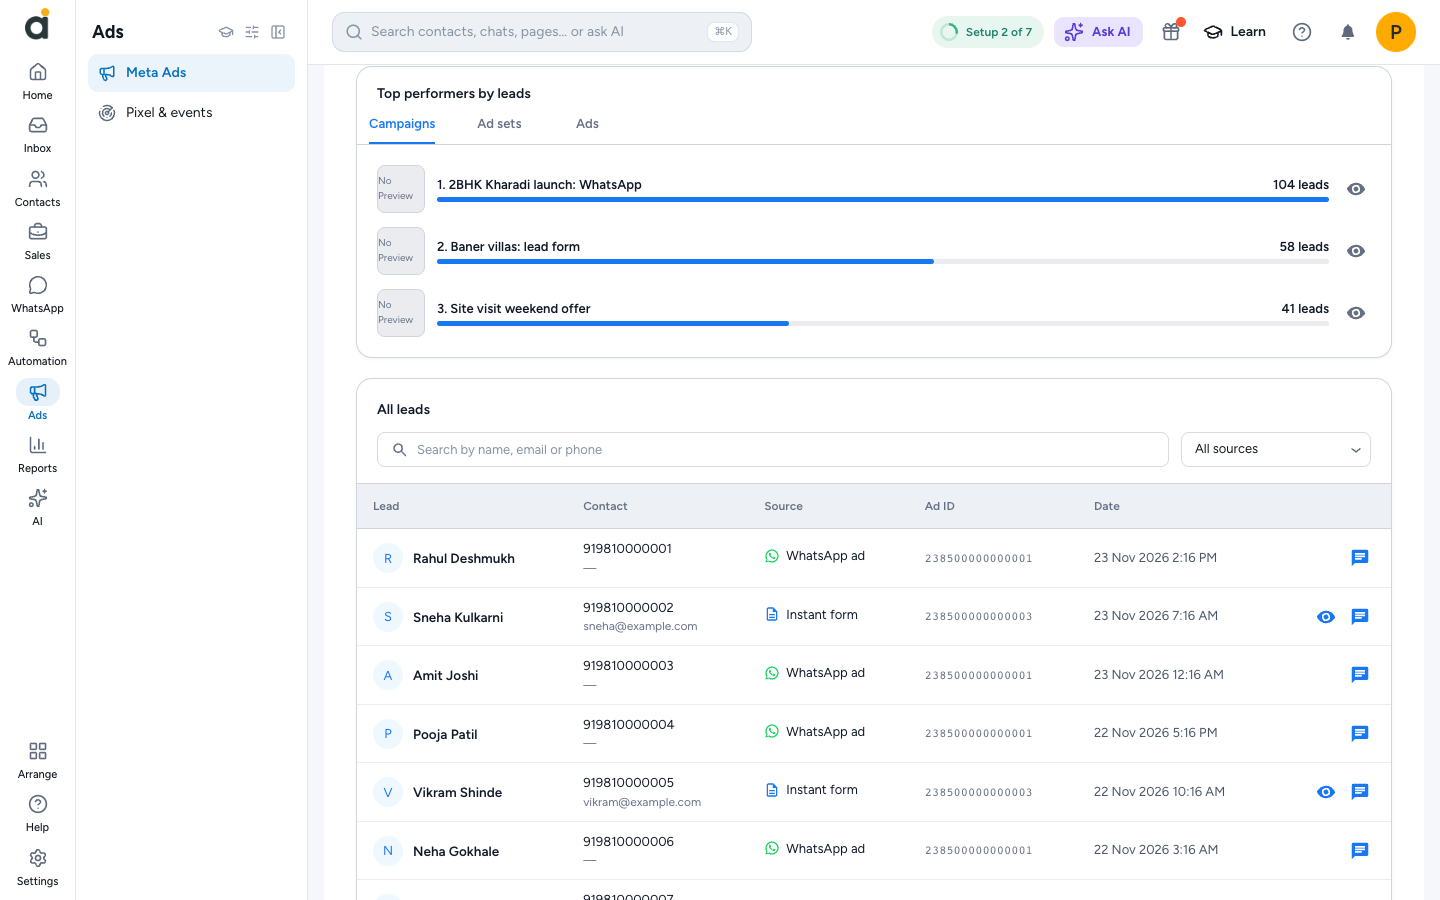 Ads
Search contacts, chats, pages... or ask AI
⌘K
Setup 2 of 7
Ask AI
Learn
P
Home
Inbox
Contacts
Sales
WhatsApp
Automation
Ads
Reports
AI
Arrange
Help
Settings
Meta Ads
Pixel & events
Top performers by leads
Campaigns
Ad sets
Ads
No Preview
1. 2BHK Kharadi launch: WhatsApp
104 leads
No Preview
2. Baner villas: lead form
58 leads
No Preview
3. Site visit weekend offer
41 leads
All leads
Search by name, email or phone
All sources
Lead Contact Source Ad ID Date
R Rahul Deshmukh 919810000001 — WhatsApp ad 238500000000001 23 Nov 2026 2:16 PM
S Sneha Kulkarni 919810000002 sneha@example.com Instant form 238500000000003 23 Nov 2026 7:16 AM
A Amit Joshi 919810000003 — WhatsApp ad 238500000000001 23 Nov 2026 12:16 AM
P Pooja Patil 919810000004 — WhatsApp ad 238500000000001 22 Nov 2026 5:16 PM
V Vikram Shinde 919810000005 vikram@example.com Instant form 238500000000003 22 Nov 2026 10:16 AM
N Neha Gokhale 919810000006 — WhatsApp ad 238500000000001 22 Nov 2026 3:16 AM